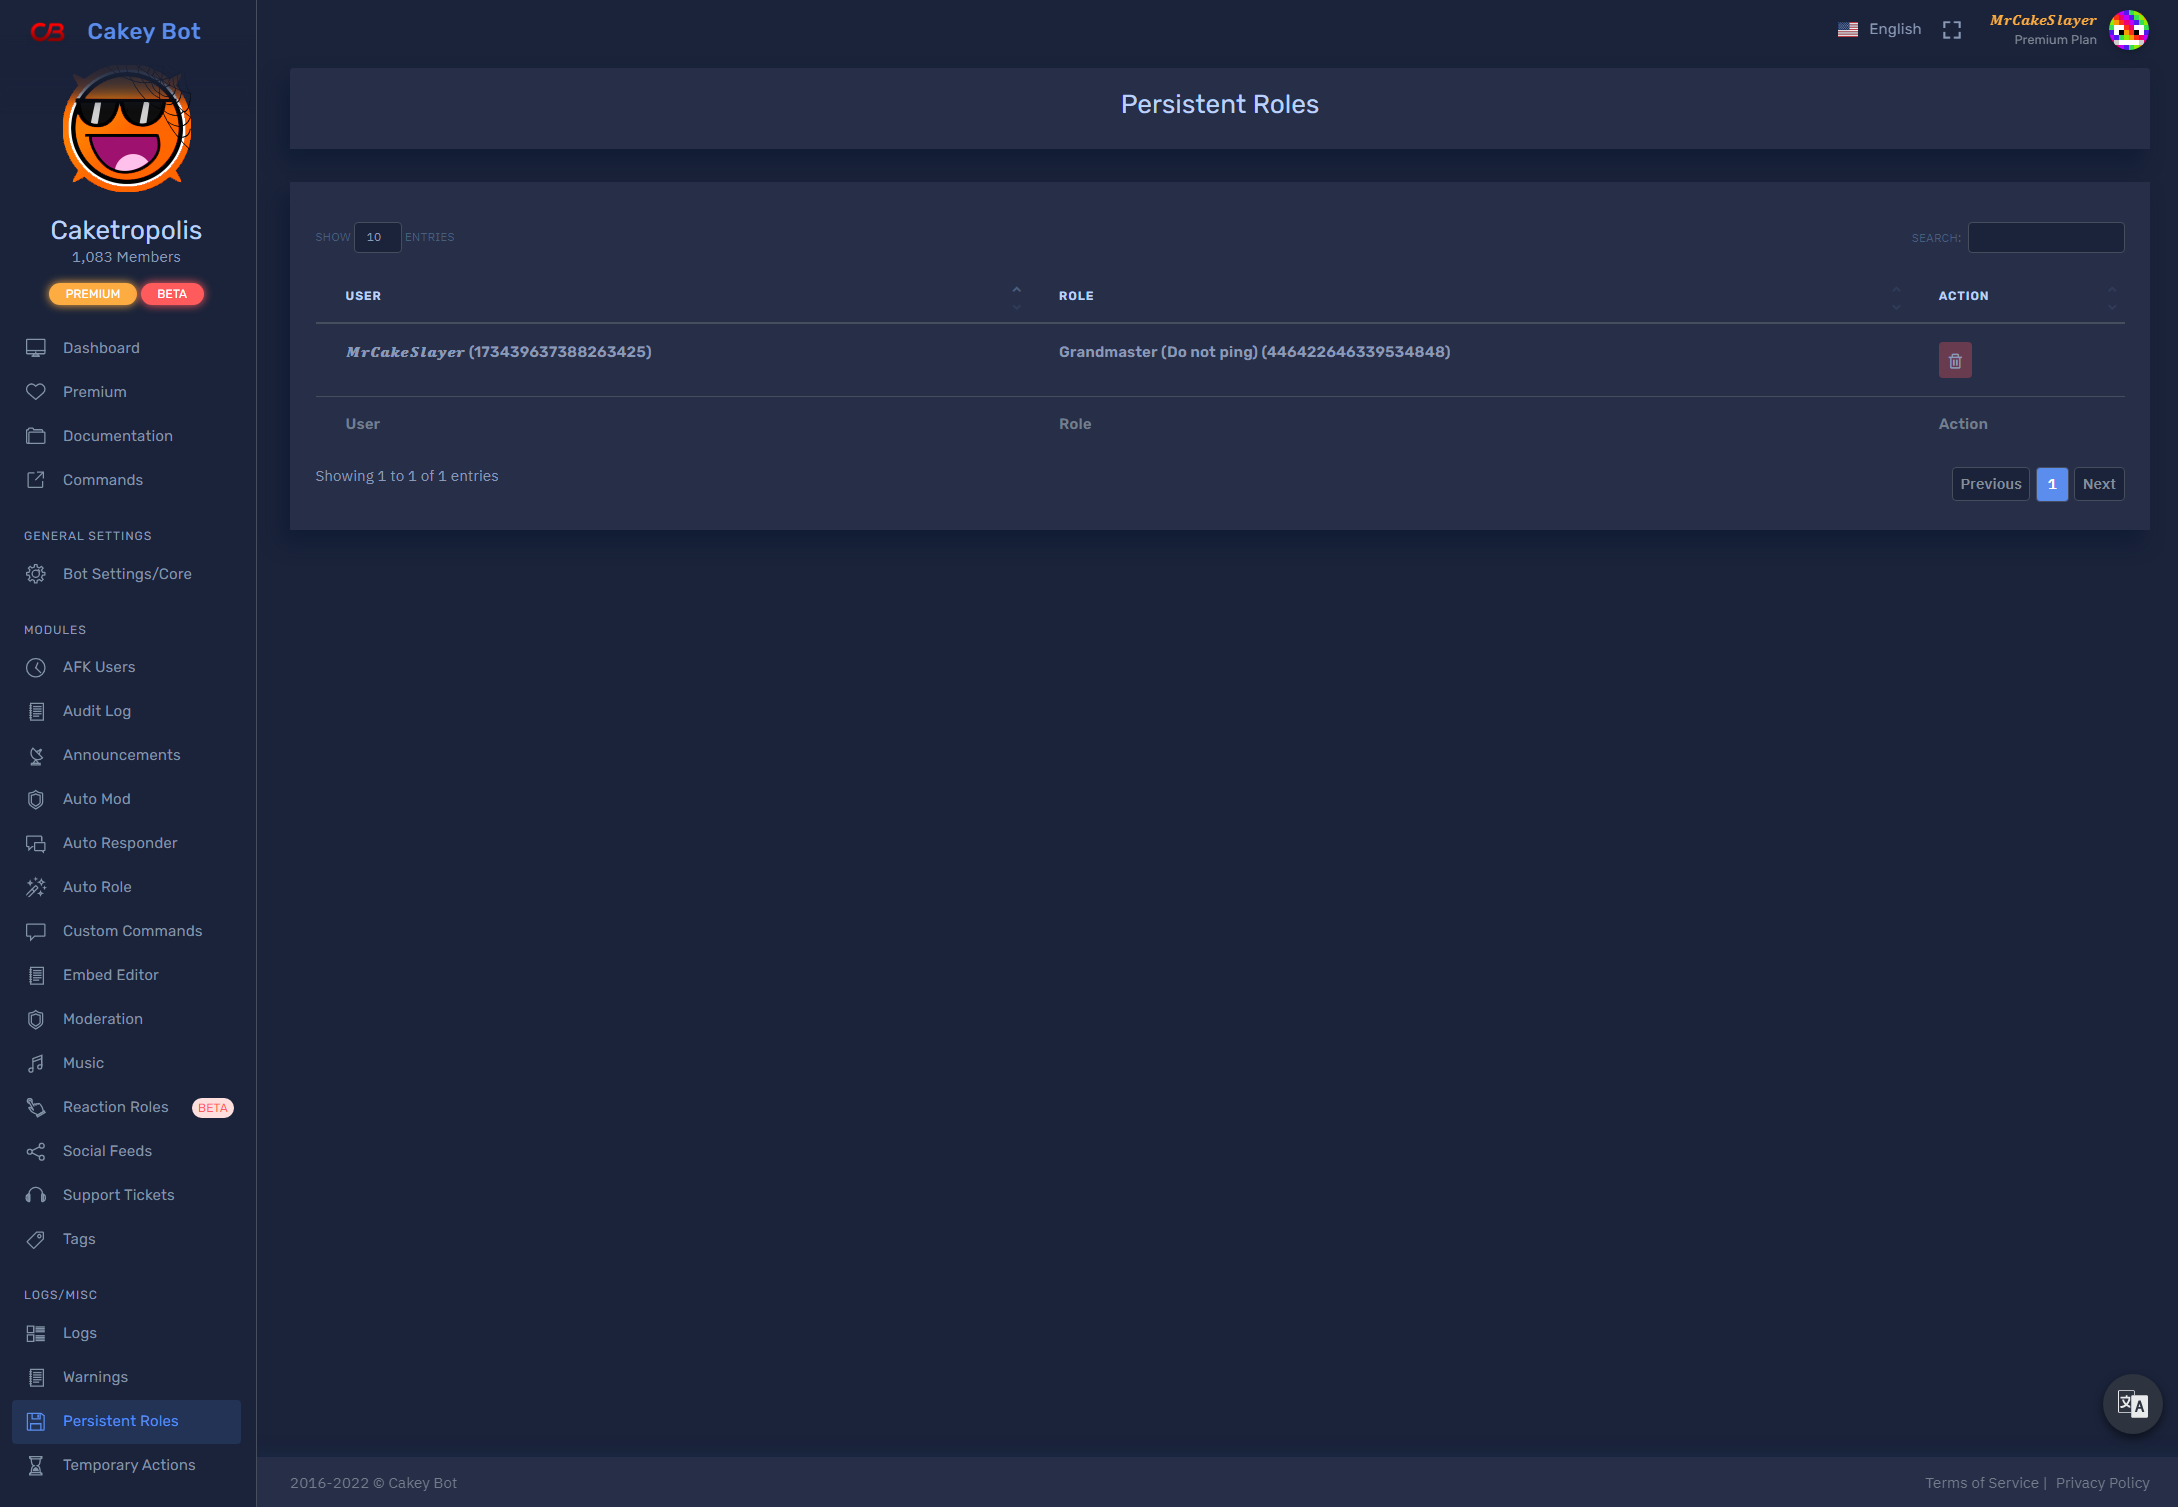 CB Cakey Bot
English
MrCakeSlayer
Premium Plan
Caketropolis
1,083 Members
PREMIUM BETA
Dashboard
Premium
Documentation
Commands
GENERAL SETTINGS
Bot Settings/Core
MODULES
AFK Users
Audit Log
Announcements
Auto Mod
Auto Responder
Auto Role
Custom Commands
Embed Editor
Moderation
Music
Reaction Roles BETA
Social Feeds
Support Tickets
Tags
LOGS/MISC
Logs
Warnings
Persistent Roles
Temporary Actions
Persistent Roles
SHOW 10 ENTRIES
SEARCH:
USER ROLE ACTION
MrCakeSlayer (173439637388263425) Grandmaster (Do not ping) (446422646339534848)
User Role Action
Showing 1 to 1 of 1 entries
Previous 1 Next
文A
2016-2022 © Cakey Bot
Terms of Service | Privacy Policy